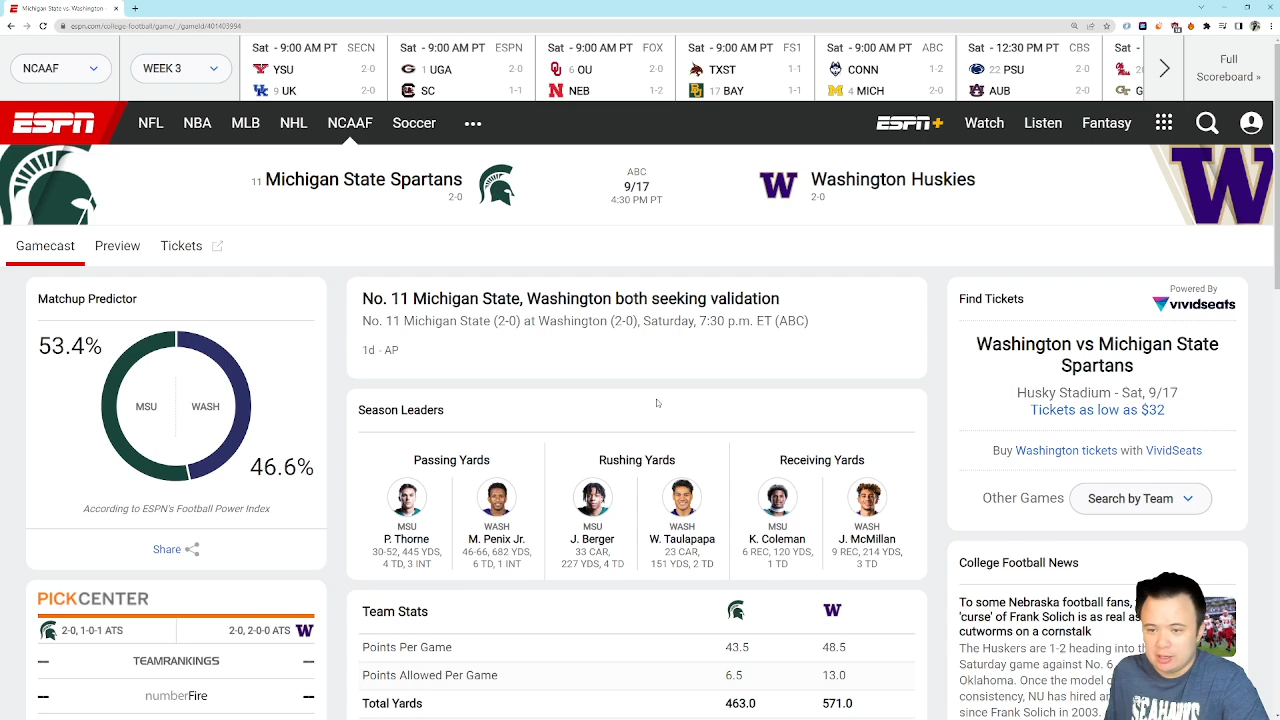 Michigan State vs. Washington -
espn.com/college-football/game/_/gameId/401403994
NCAAF
WEEK 3
Sat - 9:00 AM PT SECN
YSU 2-0
9 UK 2-0
Sat - 9:00 AM PT ESPN
1 UGA 2-0
SC 1-1
Sat - 9:00 AM PT FOX
6 OU 2-0
NEB 1-2
Sat - 9:00 AM PT FS1
TXST 1-1
17 BAY 1-1
Sat - 9:00 AM PT ABC
CONN 1-2
4 MICH 2-0
Sat - 12:30 PM PT CBS
22 PSU 2-0
AUB 2-0
Sat -
20
G
Full
Scoreboard »
ESPN
NFL
NBA
MLB
NHL
NCAAF
Soccer
•••
ESPN+
Watch
Listen
Fantasy
11 Michigan State Spartans
2-0
ABC
9/17
4:30 PM PT
W
Washington Huskies
2-0
W
Gamecast
Preview
Tickets
Matchup Predictor
53.4%
MSU
WASH
46.6%
According to ESPN's Football Power Index
Share
PICKCENTER
2-0, 1-0-1 ATS
2-0, 2-0-0 ATS W
-- TEAMRANKINGS --
-- numberFire --
No. 11 Michigan State, Washington both seeking validation
No. 11 Michigan State (2-0) at Washington (2-0), Saturday, 7:30 p.m. ET (ABC)
1d - AP
Season Leaders
Passing Yards
MSU
P. Thorne
30-52, 445 YDS,
4 TD, 3 INT
WASH
M. Penix Jr.
46-66, 682 YDS,
6 TD, 1 INT
Rushing Yards
MSU
J. Berger
33 CAR,
227 YDS, 4 TD
WASH
W. Taulapapa
23 CAR,
151 YDS, 2 TD
Receiving Yards
MSU
K. Coleman
6 REC, 120 YDS,
1 TD
WASH
J. McMillan
9 REC, 214 YDS,
3 TD
Team Stats
W
Points Per Game 43.5 48.5
Points Allowed Per Game 6.5 13.0
Total Yards 463.0 571.0
Find Tickets
Powered By
vividseats
Washington vs Michigan State
Spartans
Husky Stadium - Sat, 9/17
Tickets as low as $32
Buy Washington tickets with VividSeats
Other Games
Search by Team
College Football News
To some Nebraska football fans,
'curse' of Frank Solich is as real as
cutworms on a cornstalk
The Huskers are 1-2 heading into th
Saturday game against No. 6
Oklahoma. Once the model o
consistency, NU has hired an
since Frank Solich in 2003.